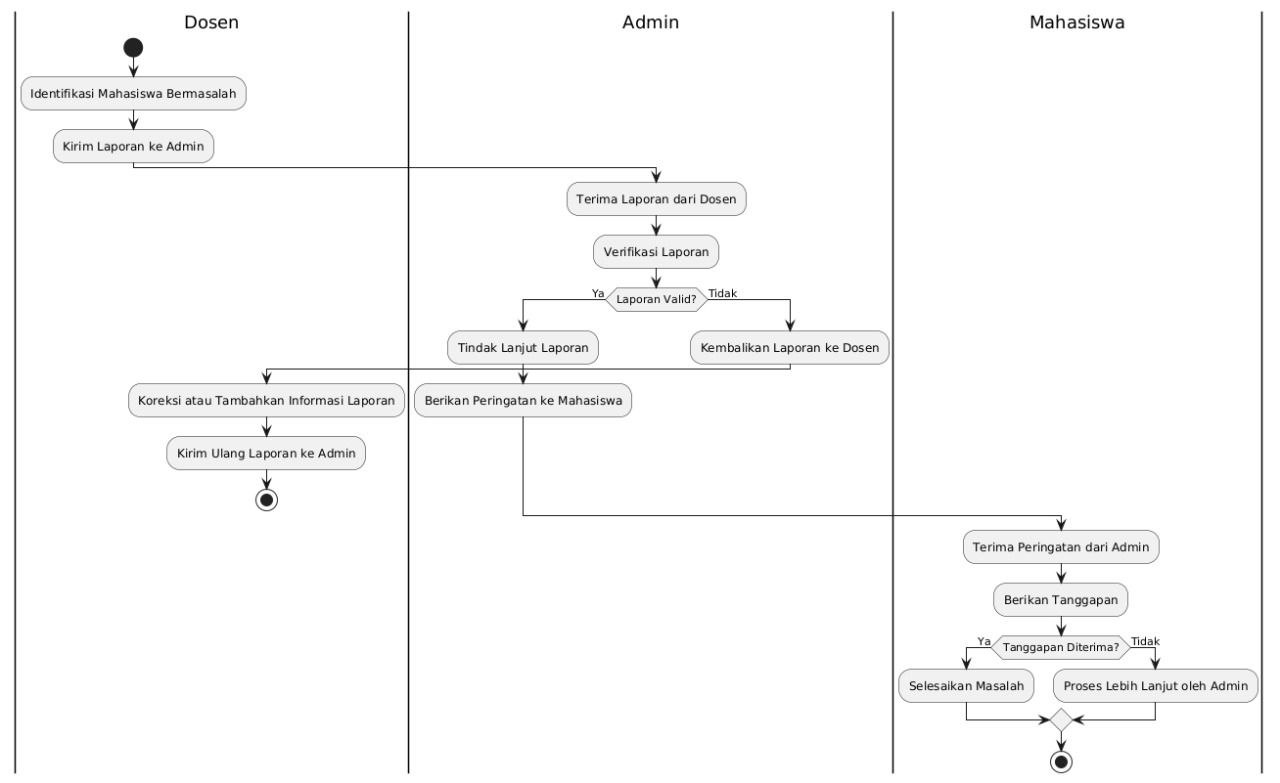 Dosen
Admin
Mahasiswa
Identifikasi Mahasiswa Bermasalah
Kirim Laporan ke Admin
Terima Laporan dari Dosen
Verifikasi Laporan
Ya
Laporan Valid?
Tidak
Tindak Lanjut Laporan
Kembalikan Laporan ke Dosen
Koreksi atau Tambahkan Informasi Laporan
Berikan Peringatan ke Mahasiswa
Kirim Ulang Laporan ke Admin
Terima Peringatan dari Admin
Berikan Tanggapan
Ya
Tanggapan Diterima?
Tidak
Selesaikan Masalah
Proses Lebih Lanjut oleh Admin